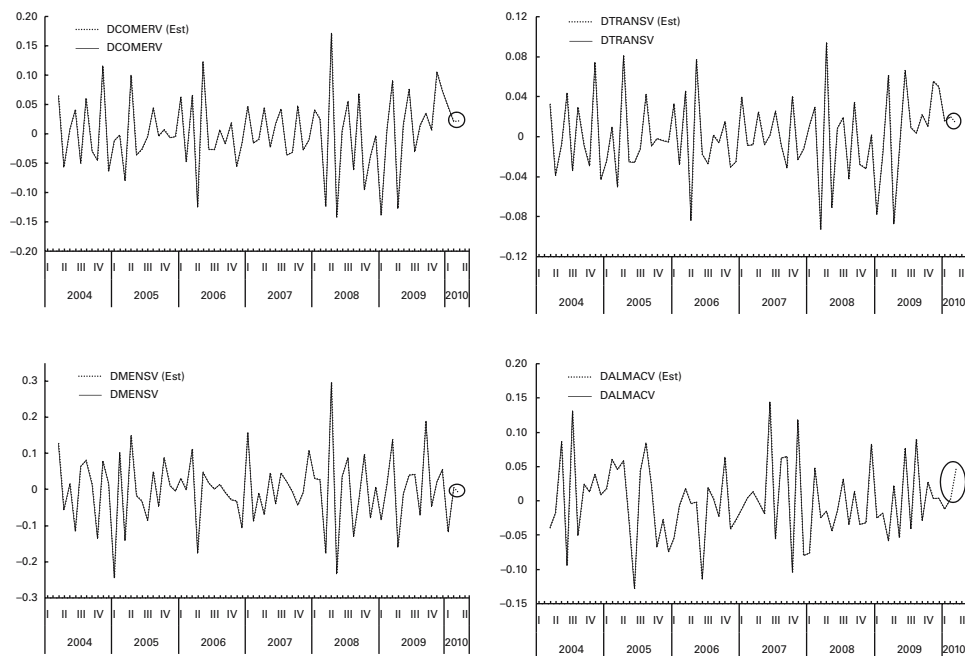 DCOMERV (Est)
DCOMERV
0.20
0.15
0.10
0.05
0
–0.05
–0.10
–0.15
–0.20
I II III IV I II III IV I II III IV I II III IV I II III IV I II III IV I II
2004 2005 2006 2007 2008 2009 2010
DTRANSV (Est)
DTRANSV
0.12
0.08
0.04
0
–0.04
–0.08
–0.12
I II III IV I II III IV I II III IV I II III IV I II III IV I II III IV I II
2004 2005 2006 2007 2008 2009 2010
DMENSV (Est)
DMENSV
0.3
0.2
0.1
0
–0.1
–0.2
–0.3
I II III IV I II III IV I II III IV I II III IV I II III IV I II III IV I II
2004 2005 2006 2007 2008 2009 2010
DALMACV (Est)
DALMACV
0.20
0.15
0.10
0.05
0
–0.05
–0.10
–0.15
I II III IV I II III IV I II III IV I II III IV I II III IV I II III IV I II
2004 2005 2006 2007 2008 2009 2010